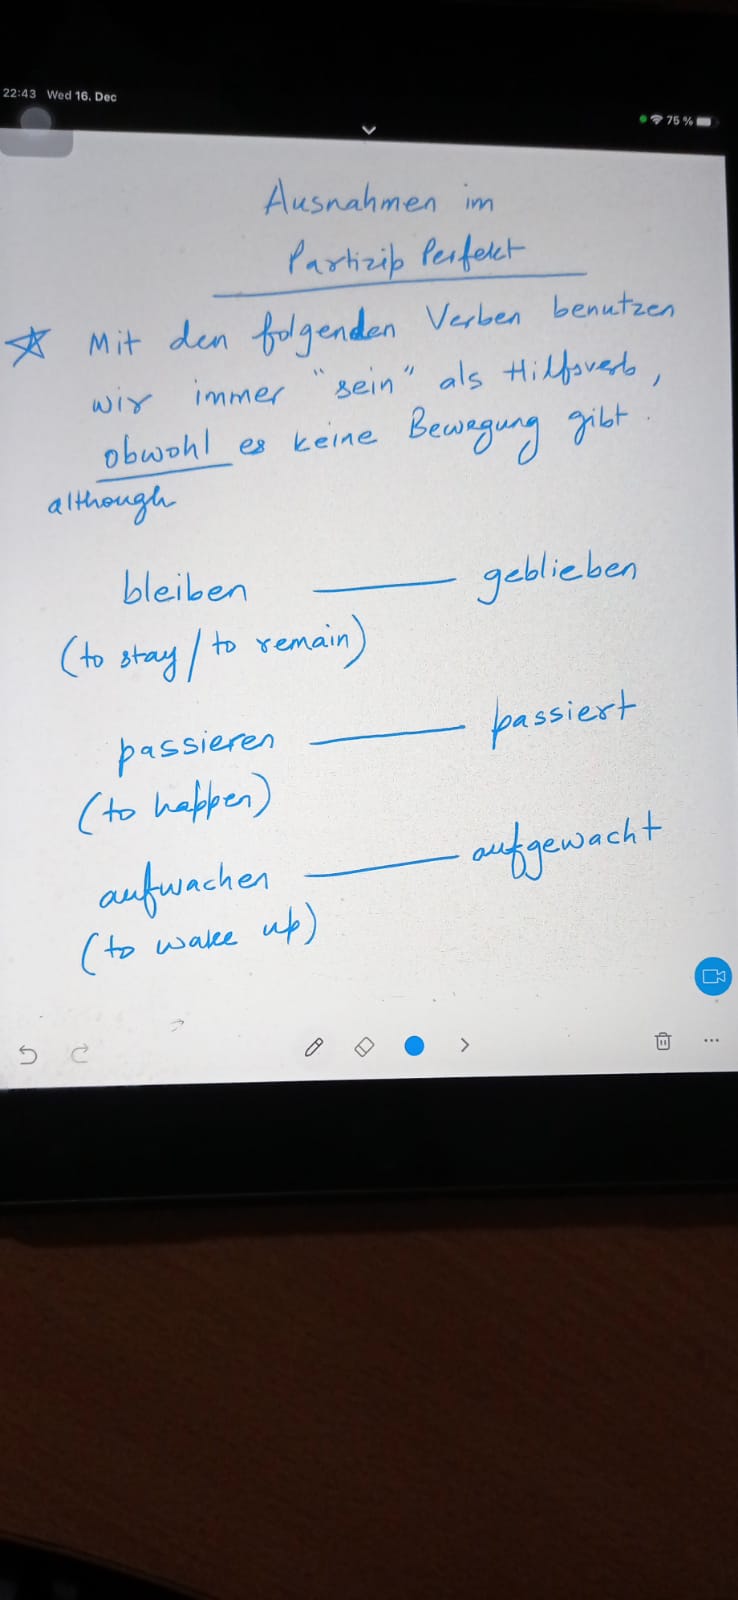 22:43 Wed 16. Dec
75 %
Ausnahmen im
Partizip Perfekt
Mit den folgenden Verben benutzen
wir immer "sein" als Hilfsverb,
obwohl es keine Bewegung gibt.
although
bleiben geblieben
(to stay / to remain)
passieren passiert
(to happen)
aufwachen aufgewacht
(to wake up)